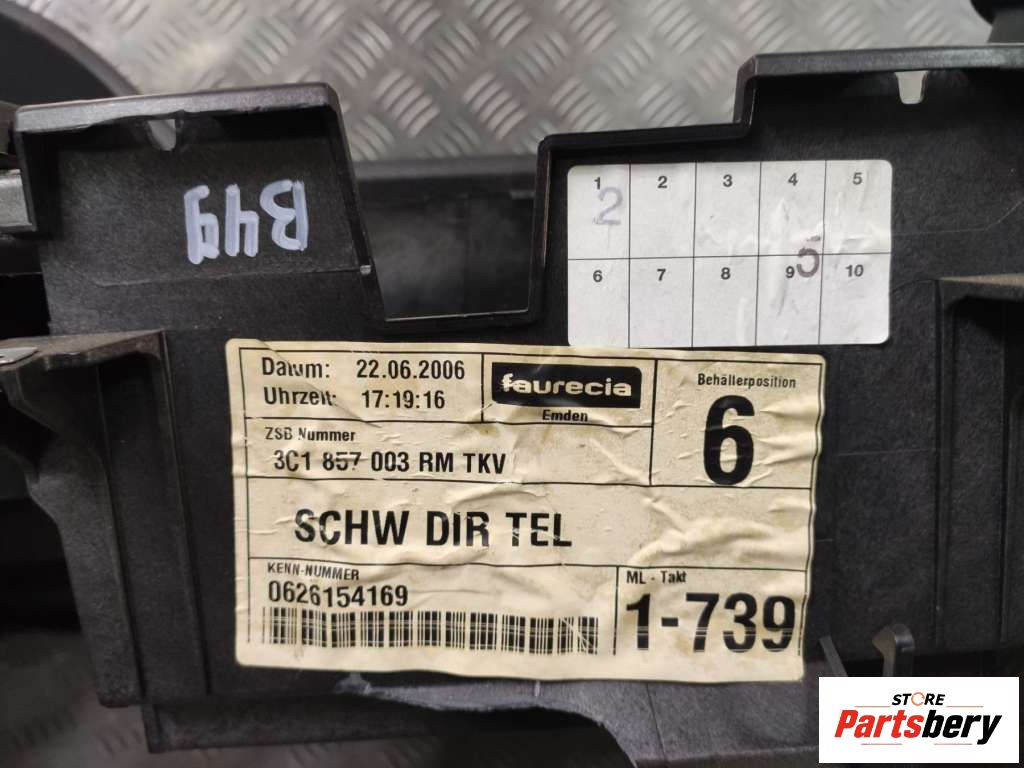 B49
1 2 3 4 5
2
6 7 8 9 10
5
Datum: 22.06.2006
Uhrzeit: 17:19:16
faurecia
Emden
Behälterposition
6
ZSB Nummer
3C1 857 003 RM TKV
SCHW DIR TEL
KENN-NUMMER
0626154169
ML - Takt
1-739
STORE
Partsbery